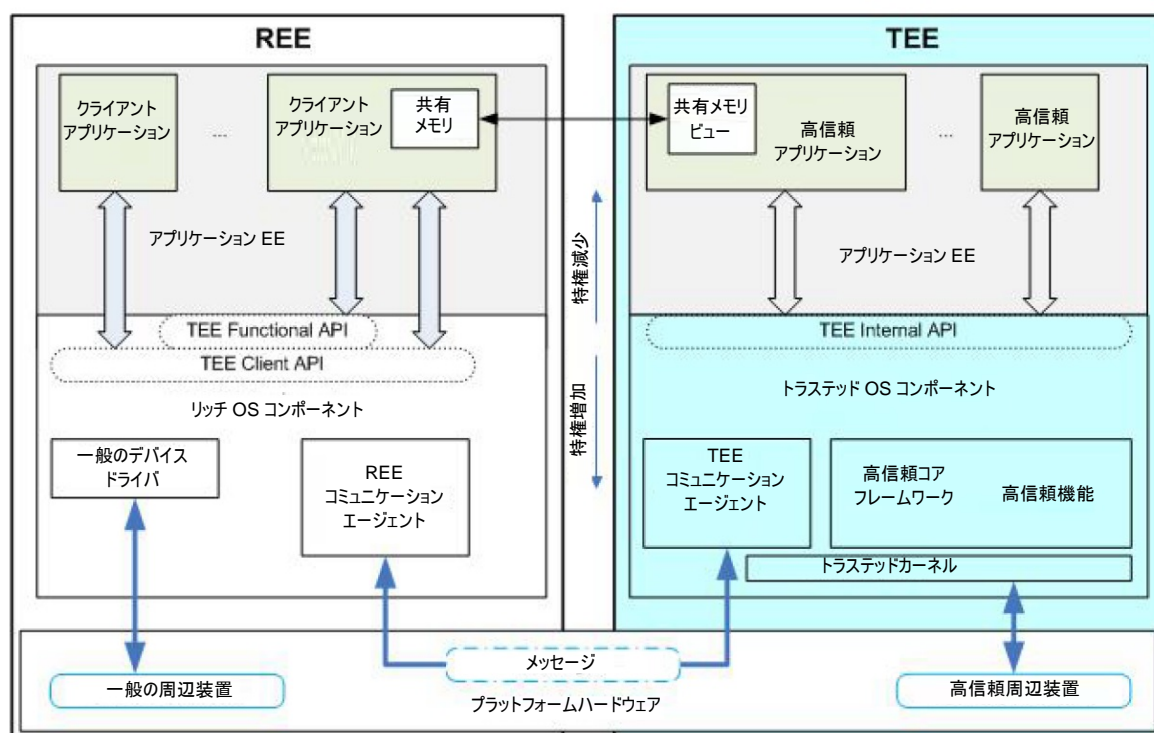 REE
TEE
クライアント
アプリケーション
...
クライアント
アプリケーション
共有
メモリ
共有メモリ
ビュー
高信頼
アプリケーション
...
高信頼
アプリケーション
アプリケーション EE
アプリケーション EE
特権減少
特権増加
TEE Functional API
TEE Client API
TEE Internal API
リッチ OS コンポーネント
トラステッド OS コンポーネント
一般のデバイス
ドライバ
REE
コミュニケーション
エージェント
TEE
コミュニケーション
エージェント
高信頼コア
フレームワーク
高信頼機能
トラステッドカーネル
メッセージ
一般の周辺装置
プラットフォームハードウェア
高信頼周辺装置